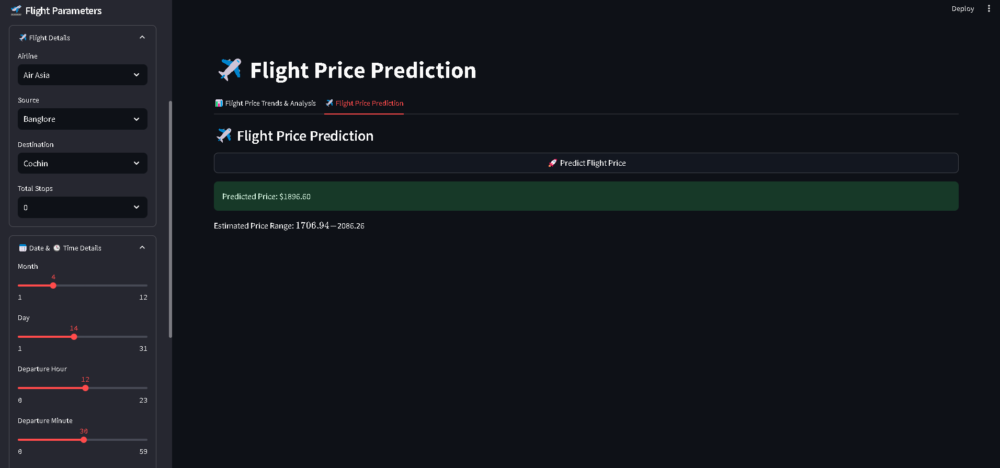 Flight Parameters
Flight Details
Airline
Air Asia
Source
Banglore
Destination
Cochin
Total Stops
0
Date & Time Details
Month
4
1 12
Day
14
1 31
Departure Hour
12
0 23
Departure Minute
30
0 59
Deploy
Flight Price Prediction
Flight Price Trends & Analysis Flight Price Prediction
Flight Price Prediction
Predict Flight Price
Predicted Price: $1896.60
Estimated Price Range: 1706.94−2086.26